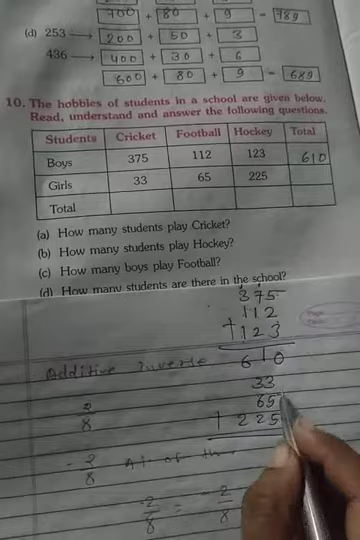 700 + 80 + 9 = 789
(d) 253 → 200 + 50 + 3
436 → 400 + 30 + 6
600 + 80 + 9 = 689
10. The hobbies of students in a school are given below.
Read, understand and answer the following questions.
Students Cricket Football Hockey Total
Boys 375 112 123 610
Girls 33 65 225
Total
(a) How many students play Cricket?
(b) How many students play Hockey?
(c) How many boys play Football?
(d) How many students are there in the school?
375
112
+123
610
Additive inverse
33
65
+ 225
2/8
-2/8
-2/8 = -2/8